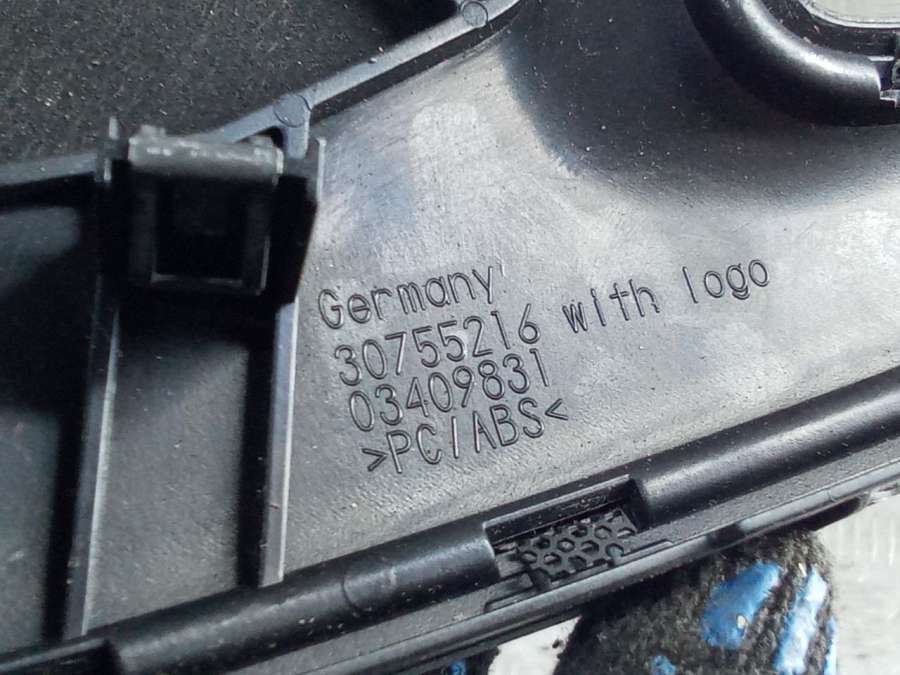 Germany
30755216 with logo
03409831
>PC/ABS<